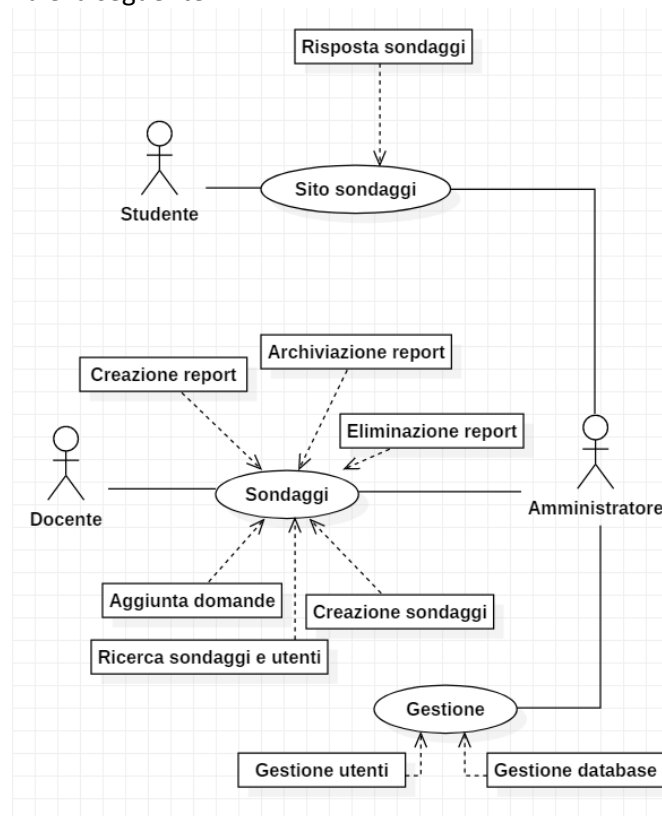 Risposta sondaggi
Sito sondaggi
Studente
Archiviazione report
Creazione report
Eliminazione report
Sondaggi
Docente
Amministratore
Aggiunta domande
Creazione sondaggi
Ricerca sondaggi e utenti
Gestione
Gestione utenti
Gestione database